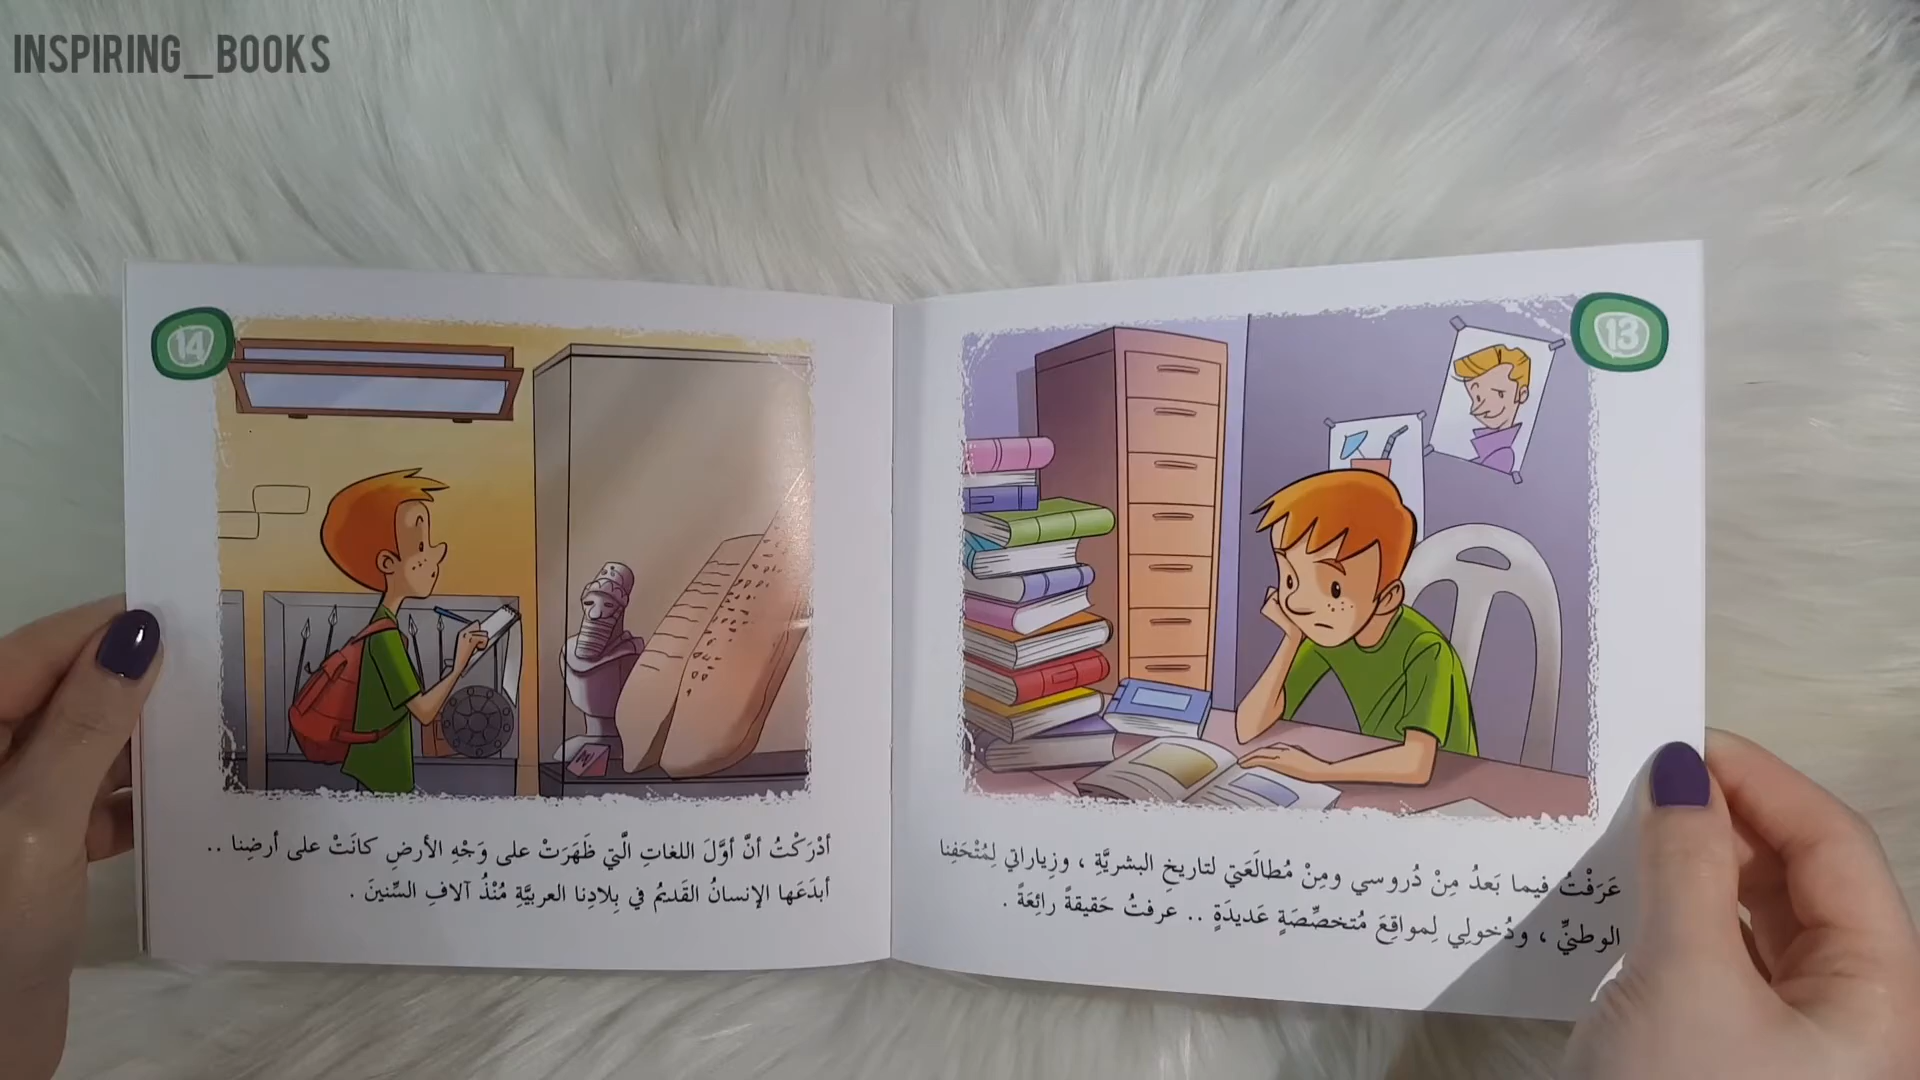 INSPIRING_BOOKS
13
عَرَفْتُ فيما بَعدُ مِنْ دُروسي ومِنْ مُطالَعَتي لتاريخِ البشريَّةِ ، وزِياراتي لِمُتْحَفِنا
الوطنيِّ ، ودُخولِي لِمواقِعَ مُتخصِّصَةٍ عَديدَةٍ .. عرفتُ حَقيقةً رائِعَةً .
14
أدْرَكْتُ أنَّ أوَّلَ اللغاتِ الَّتي ظَهَرَتْ على وَجْهِ الأرضِ كانَتْ على أرضِنا ..
أبدَعَها الإنسانُ القَديمُ في بِلادِنا العربيَّةِ مُنْذُ آلافِ السِّنينَ .